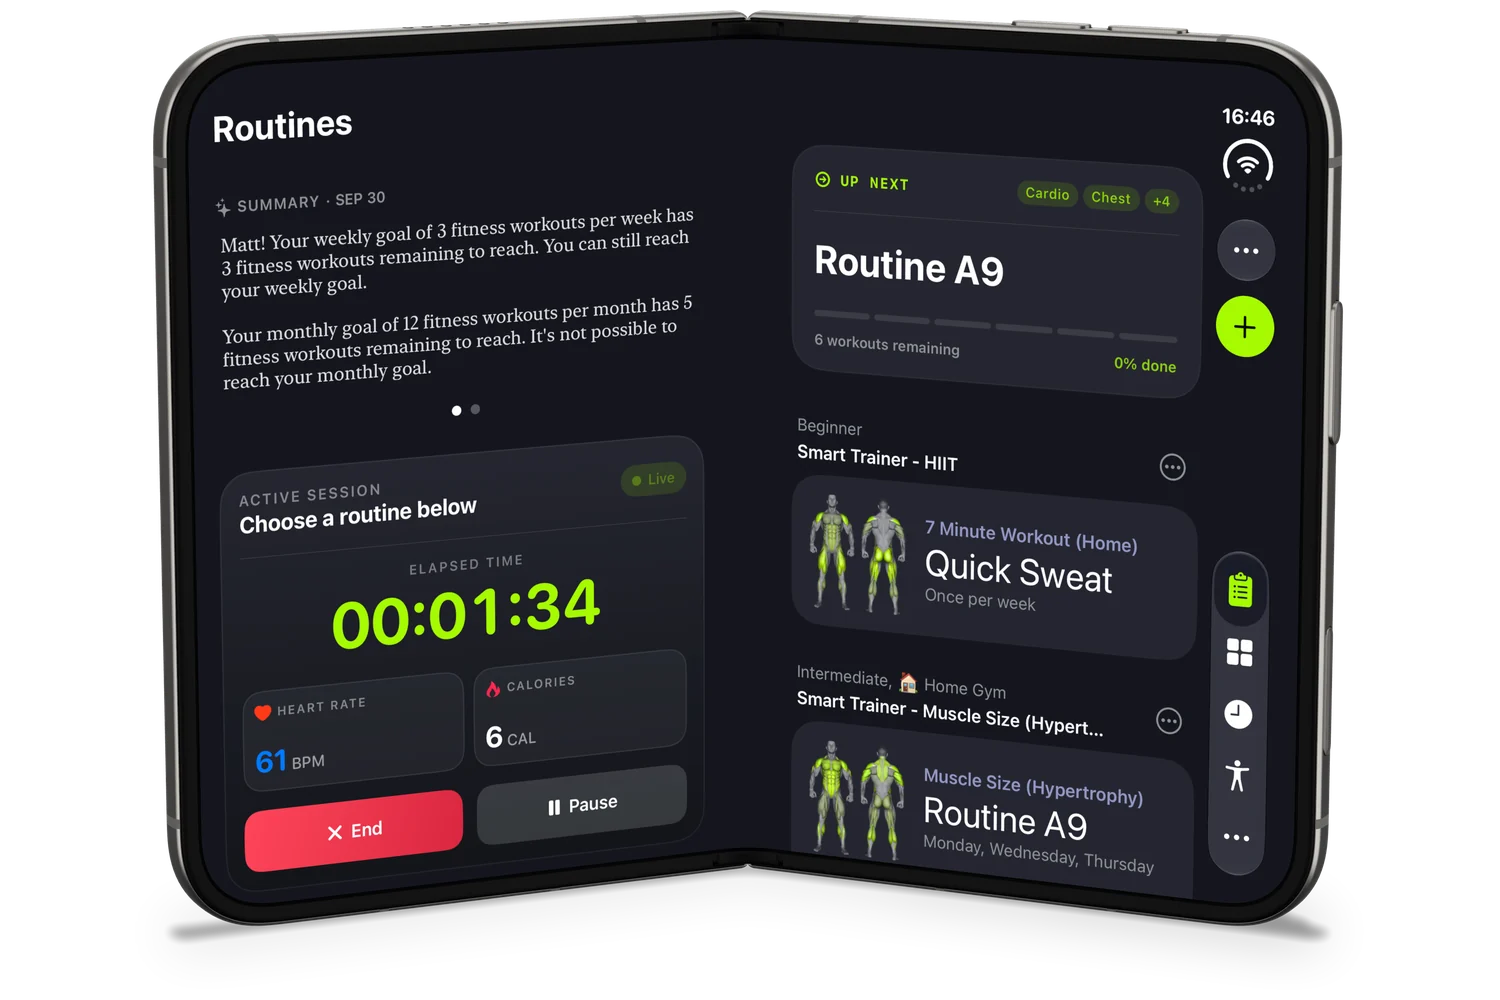 Routines
SUMMARY · SEP 30
Matt! Your weekly goal of 3 fitness workouts per week has
3 fitness workouts remaining to reach. You can still reach
your weekly goal.
Your monthly goal of 12 fitness workouts per month has 5
fitness workouts remaining to reach. It's not possible to
reach your monthly goal.
ACTIVE SESSION
Choose a routine below
Live
ELAPSED TIME
00:01:34
HEART RATE
61 BPM
CALORIES
6 CAL
End
Pause
16:46
UP NEXT
Cardio
Chest
+4
Routine A9
6 workouts remaining
0% done
Beginner
Smart Trainer - HIIT
7 Minute Workout (Home)
Quick Sweat
Once per week
Intermediate, 🏠 Home Gym
Smart Trainer - Muscle Size (Hypert...
Muscle Size (Hypertrophy)
Routine A9
Monday, Wednesday, Thursday